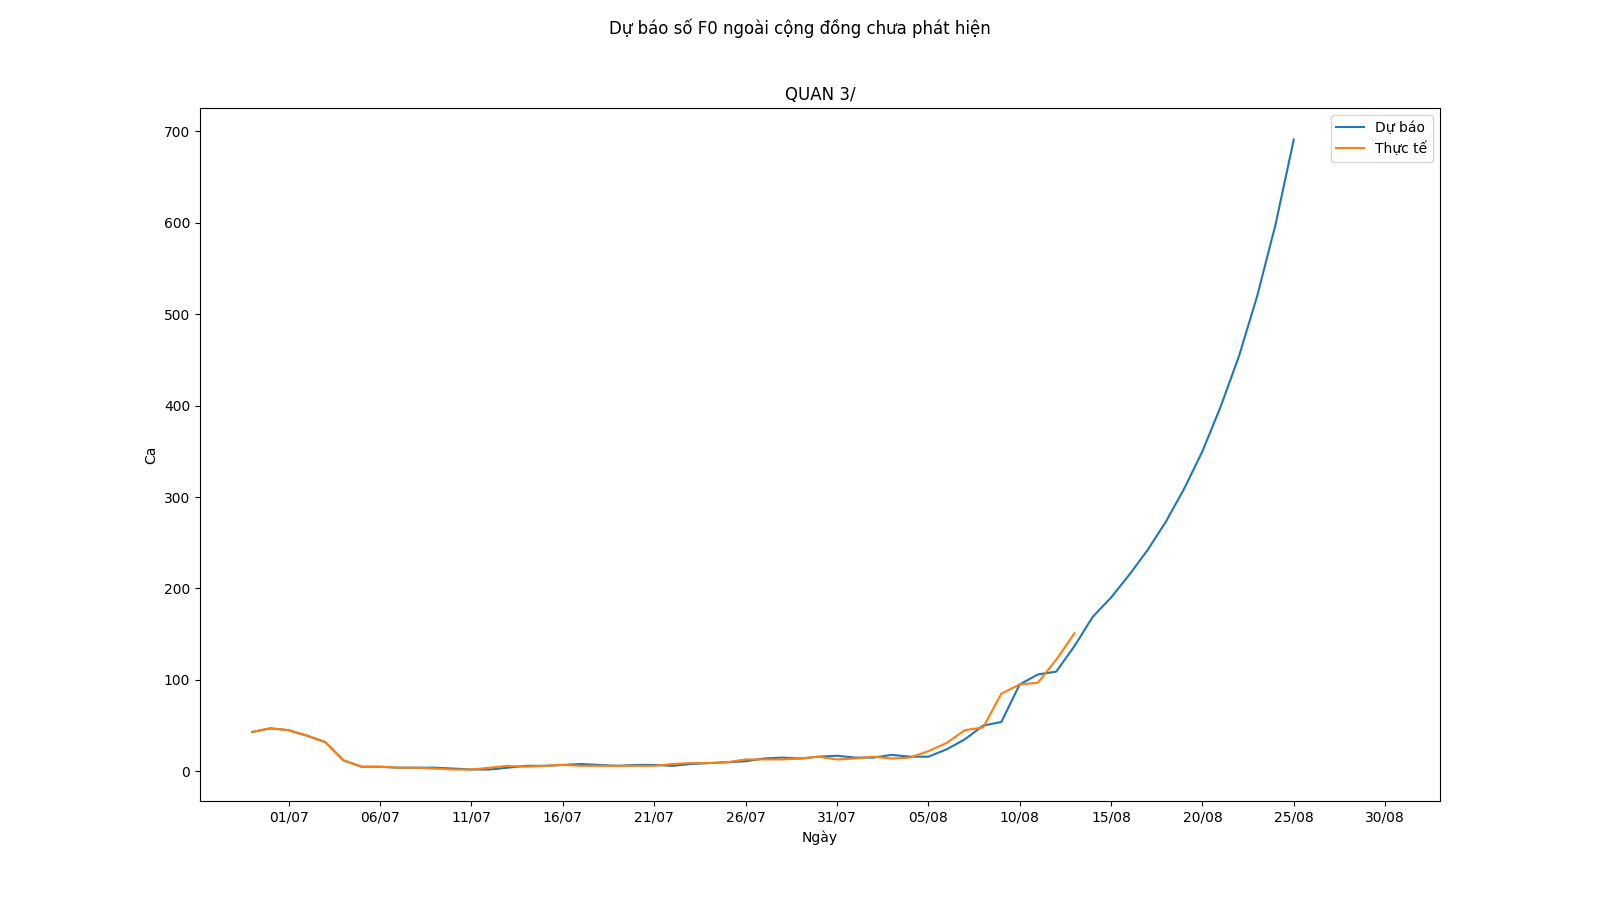 Dự báo số F0 ngoài cộng đồng chưa phát hiện
QUAN 3/
Dự báo
Thực tế
700
600
500
400
300
200
100
0
Ca
01/07 06/07 11/07 16/07 21/07 26/07 31/07 05/08 10/08 15/08 20/08 25/08 30/08
Ngày